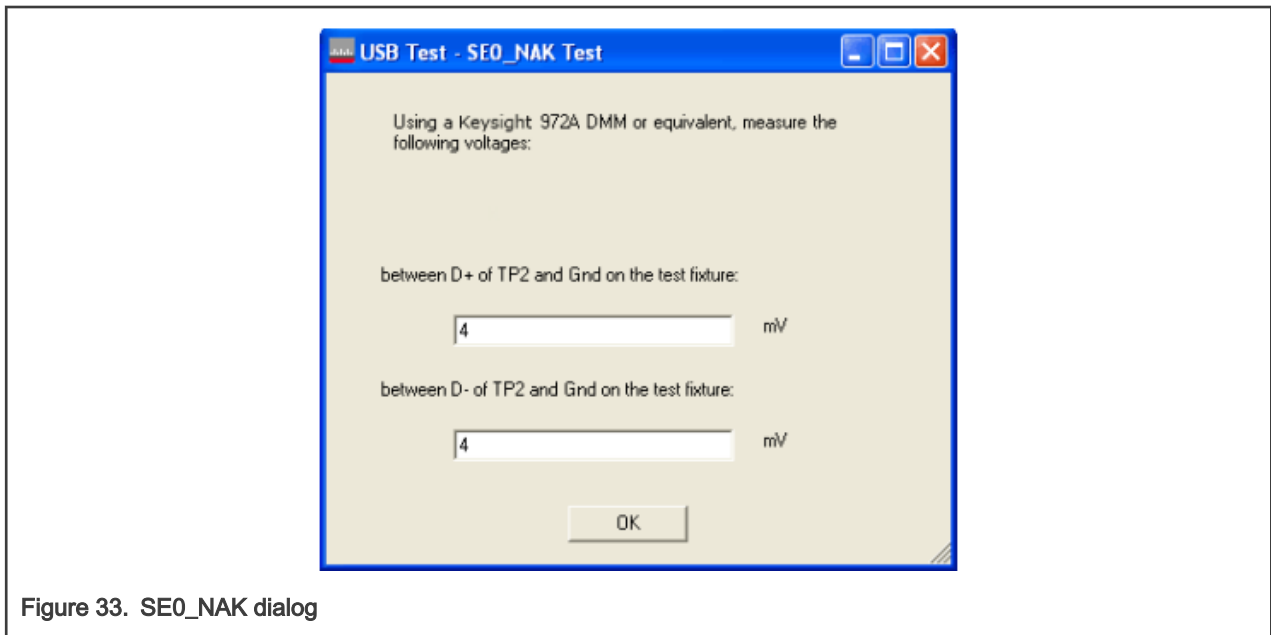 USB Test - SE0_NAK Test
Using a Keysight 972A DMM or equivalent, measure the
following voltages:
between D+ of TP2 and Gnd on the test fixture:
4 mV
between D- of TP2 and Gnd on the test fixture:
4 mV
OK
Figure 33. SE0_NAK dialog